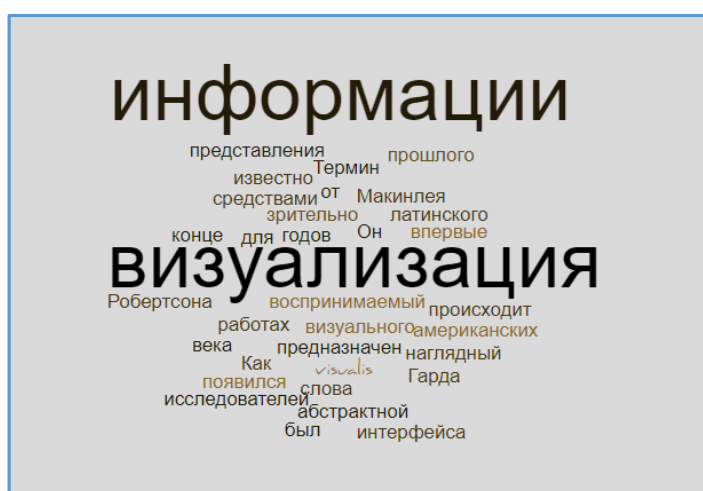 информации
представления прошлого
Термин
известно
средствами от Макинлея
зрительно латинского
конце для годов Он впервые
визуализация
Робертсона воспринимаемый происходит
работах визуального американских
века предназначен наглядный
Как visualis Гарда
появился слова
исследователей абстрактной
был интерфейса